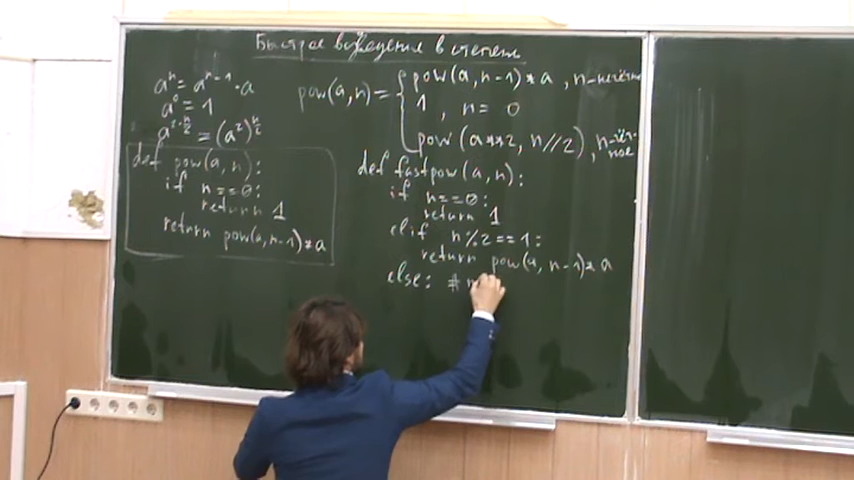 Быстрое возведение в степень
aⁿ = aⁿ⁻¹ · a
a⁰ = 1
a^{2·n/2} = (a²)^{n/2}
def pow(a, n):
if n==0:
return 1
return pow(a, n-1)*a
pow(a, n) = { pow(a, n-1) * a, n-нечётн
1, n = 0
pow(a**2, n//2), n-чёт-
ное
def fastpow(a, n):
if n==0:
return 1
elif n%2==1:
return pow(a, n-1)*a
else: #